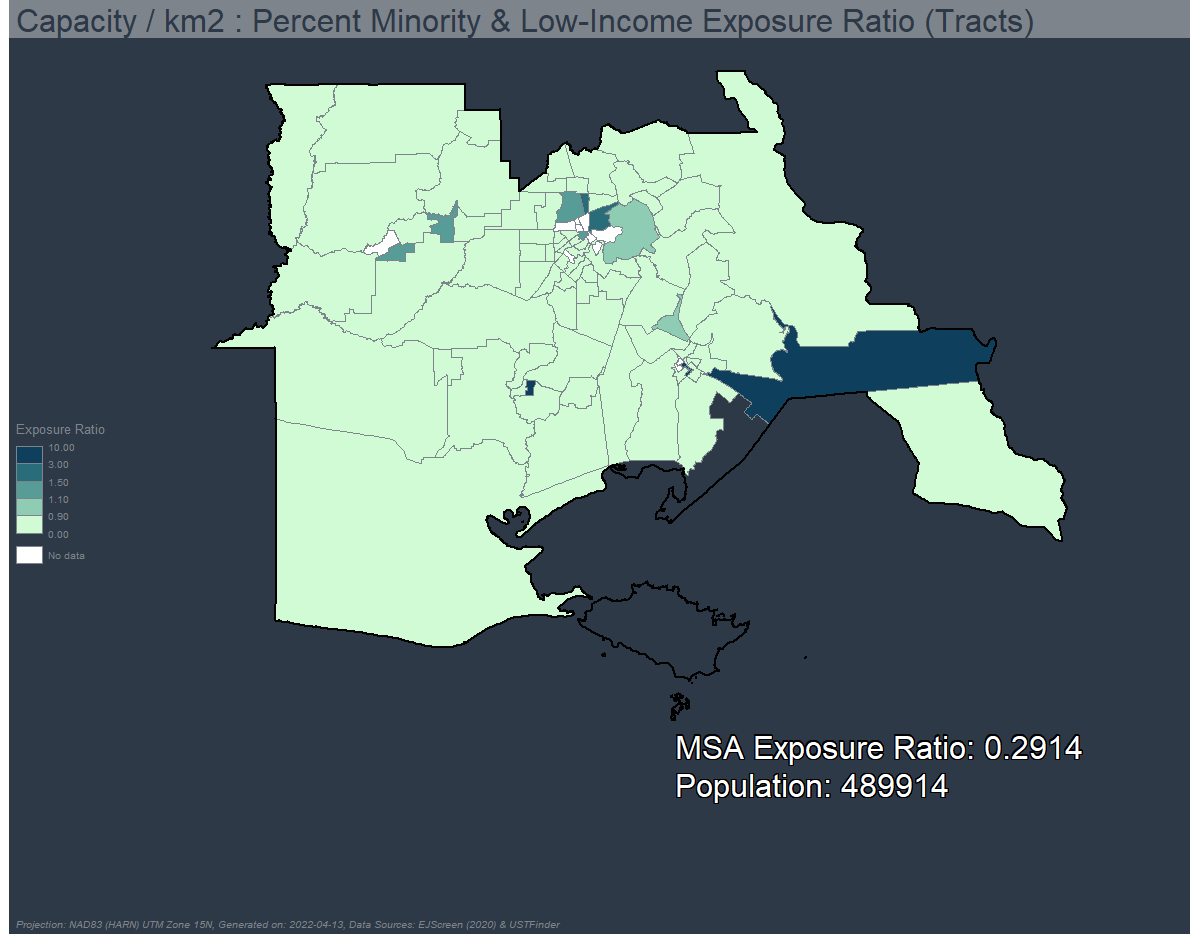 Capacity / km2 : Percent Minority & Low-Income Exposure Ratio (Tracts)
Exposure Ratio
10.00
3.00
1.50
1.10
0.90
0.00
No data
MSA Exposure Ratio: 0.2914
Population: 489914
Projection: NAD83 (HARN) UTM Zone 15N, Generated on: 2022-04-13, Data Sources: EJScreen (2020) & USTFinder